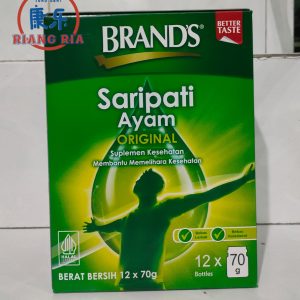 康乐
RIANG RIA
BRAND'S
BETTER
TASTE
Saripati
Ayam
ORIGINAL
Suplemen Kesehatan
Membantu Memelihara Kesehatan
12 x 70 g
Bottles
HALAL
BERAT BERSIH 12 x 70g